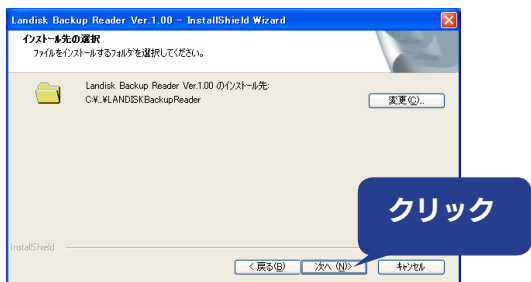 Landisk Backup Reader Ver.1.00 - InstallShield Wizard
インストール先の選択
ファイルをインストールするフォルダを選択してください。
Landisk Backup Reader Ver.1.00 のインストール先:
C:¥...¥LANDISKBackupReader
変更(C)...
クリック
InstallShield
< 戻る(B)
次へ (N)>
キャンセル